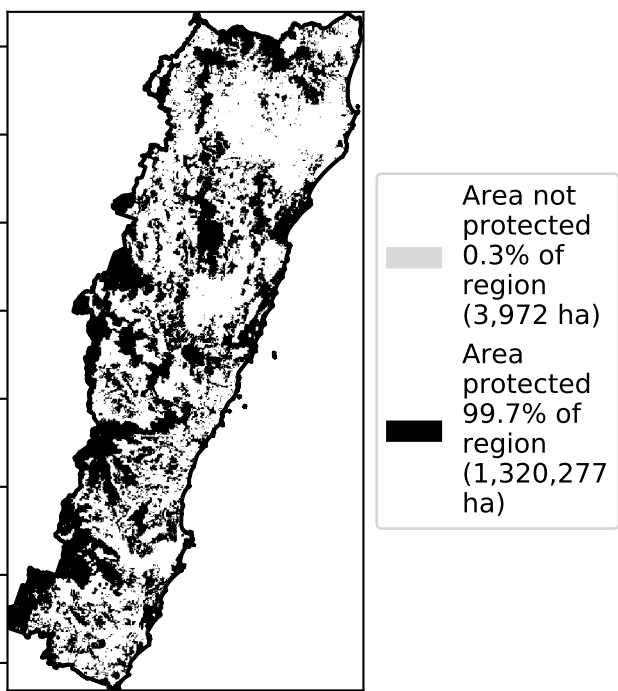 Area not
protected
0.3% of
region
(3,972 ha)
Area
protected
99.7% of
region
(1,320,277
ha)